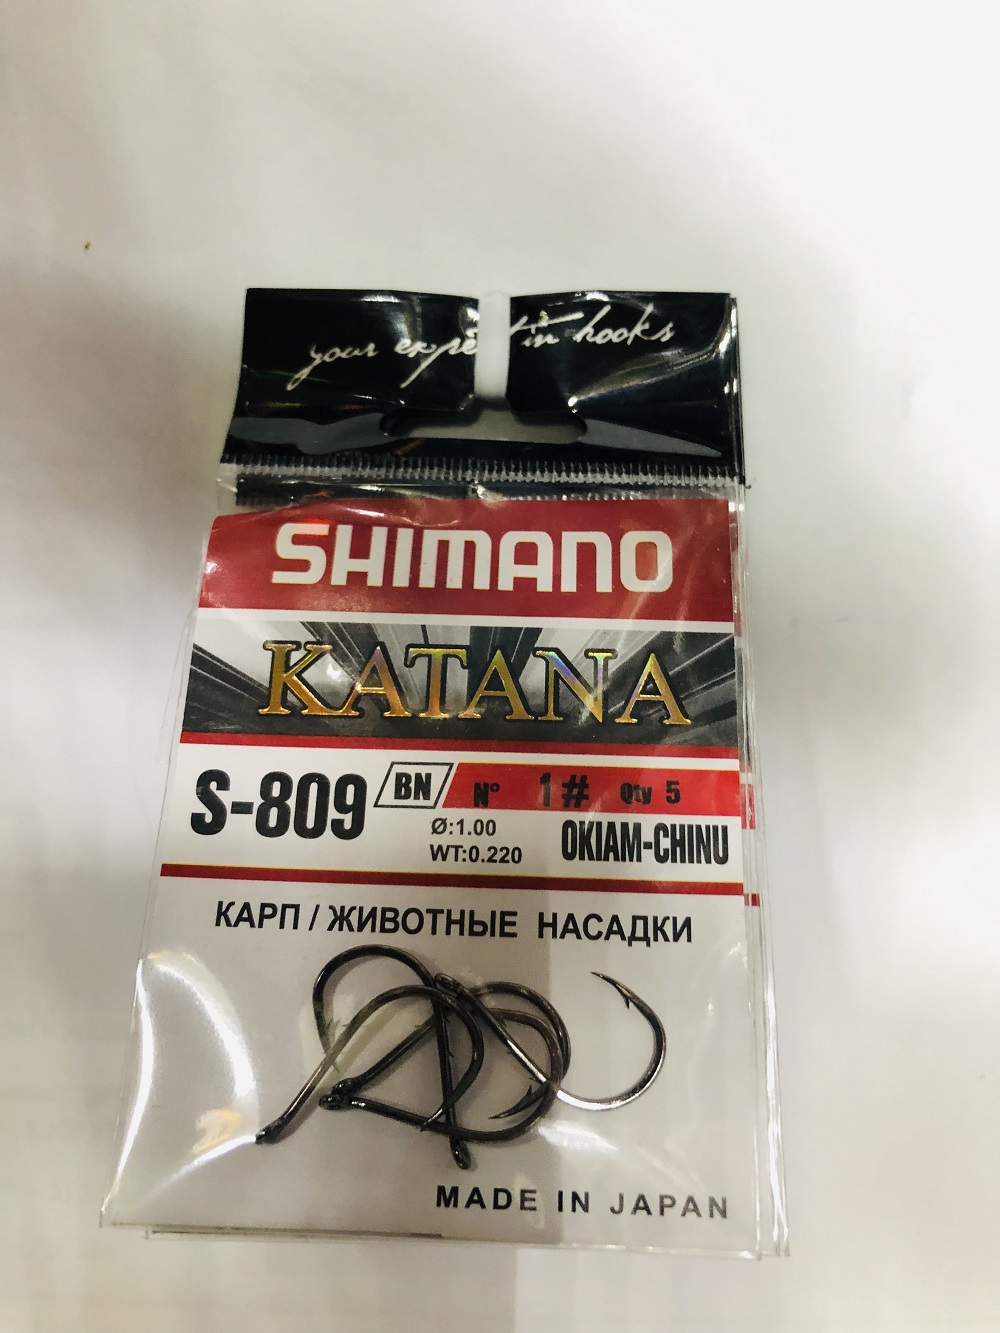 your expert in hooks
SHIMANO
KATANA
S-809 BN N° 1# Qty 5
Ø:1.00
WT:0.220
OKIAM-CHINU
КАРП / ЖИВОТНЫЕ НАСАДКИ
MADE IN JAPAN